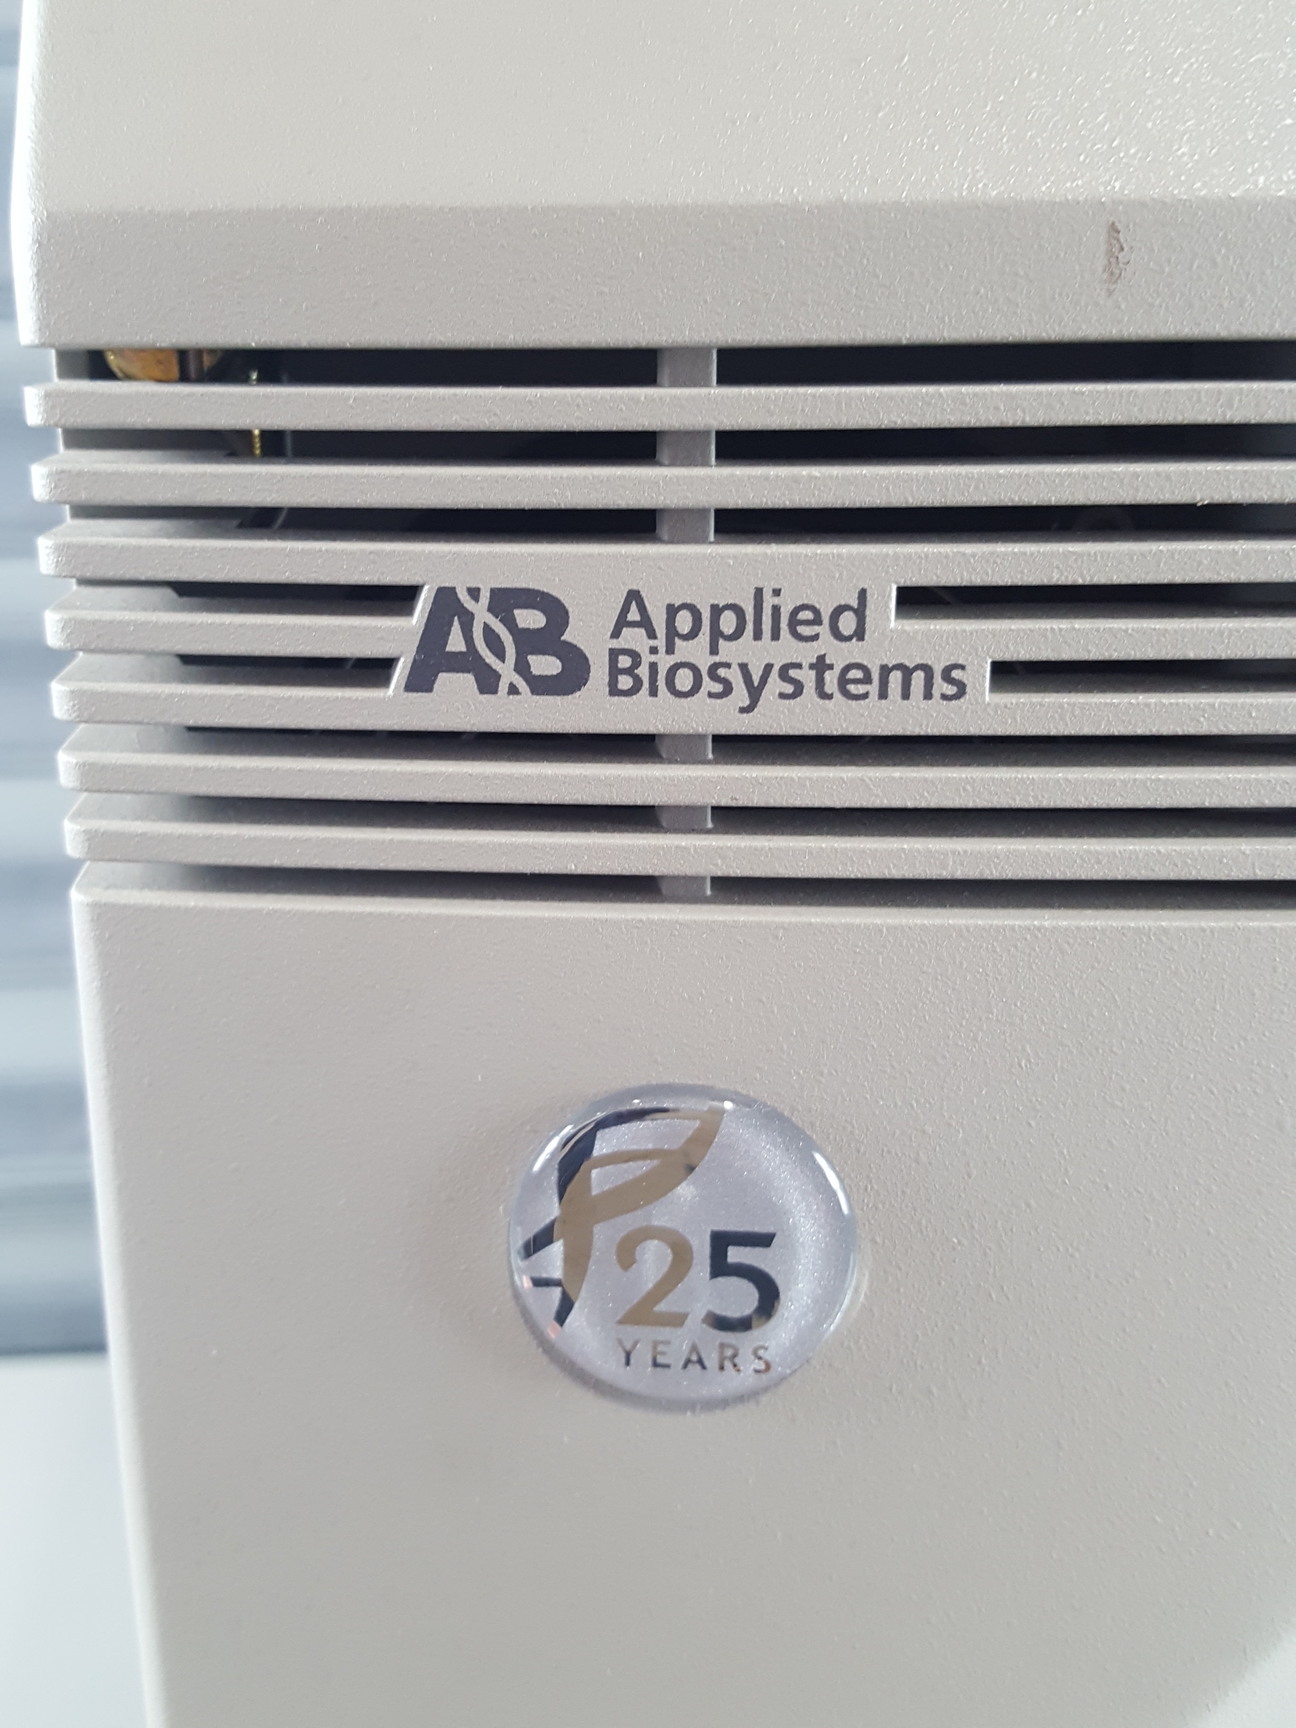 AB Applied
Biosystems
25
YEARS